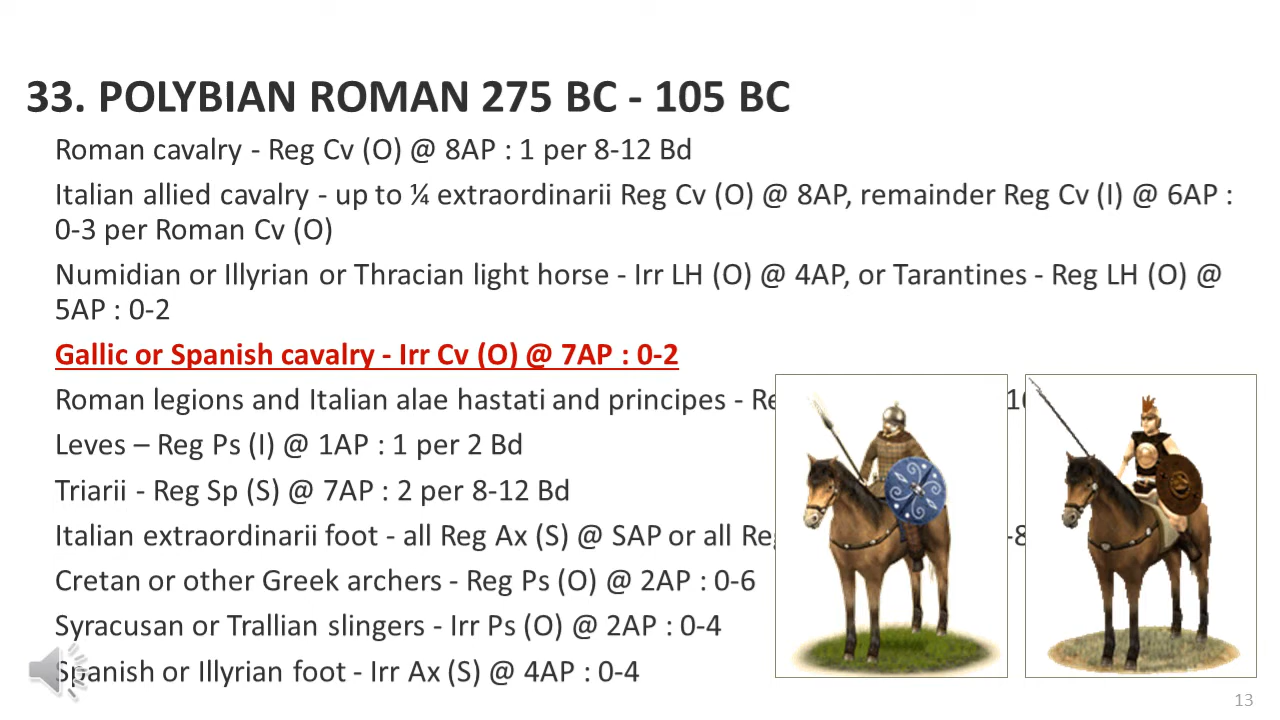 33. POLYBIAN ROMAN 275 BC - 105 BC
Roman cavalry - Reg Cv (O) @ 8AP : 1 per 8-12 Bd
Italian allied cavalry - up to ¼ extraordinarii Reg Cv (O) @ 8AP, remainder Reg Cv (I) @ 6AP :
0-3 per Roman Cv (O)
Numidian or Illyrian or Thracian light horse - Irr LH (O) @ 4AP, or Tarantines - Reg LH (O) @
5AP : 0-2
Gallic or Spanish cavalry - Irr Cv (O) @ 7AP : 0-2
Roman legions and Italian alae hastati and principes -
Leves – Reg Ps (I) @ 1AP : 1 per 2 Bd
Triarii - Reg Sp (S) @ 7AP : 2 per 8-12 Bd
Italian extraordinarii foot - all Reg Ax (S) @ SAP or all
Cretan or other Greek archers - Reg Ps (O) @ 2AP : 0-6
Syracusan or Trallian slingers - Irr Ps (O) @ 2AP : 0-4
Spanish or Illyrian foot - Irr Ax (S) @ 4AP : 0-4
13